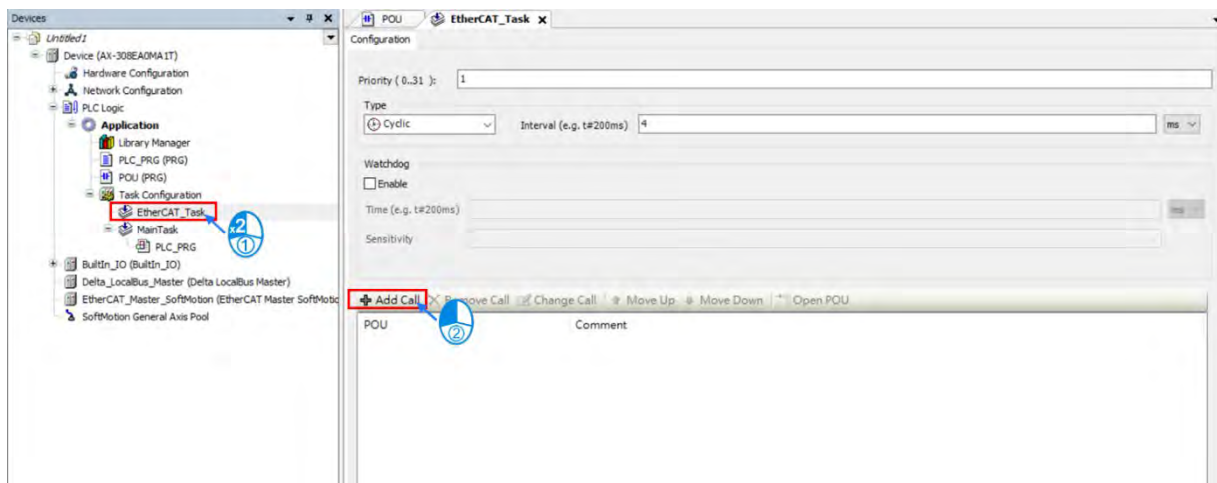 Devices
Untitled1
Device (AX-308EA0MA1T)
Hardware Configuration
Network Configuration
PLC Logic
Application
Library Manager
PLC_PRG (PRG)
POU (PRG)
Task Configuration
EtherCAT_Task
MainTask
PLC_PRG
BuiltIn_IO (BuiltIn_IO)
Delta_LocalBus_Master (Delta LocalBus Master)
EtherCAT_Master_SoftMotion (EtherCAT Master SoftMotio
SoftMotion General Axis Pool
x2
①
POU EtherCAT_Task
Configuration
Priority ( 0..31 ): 1
Type
Cyclic Interval (e.g. t#200ms) 4 ms
Watchdog
Enable
Time (e.g. t#200ms) ms
Sensitivity
Add Call Remove Call Change Call Move Up Move Down Open POU
②
POU Comment